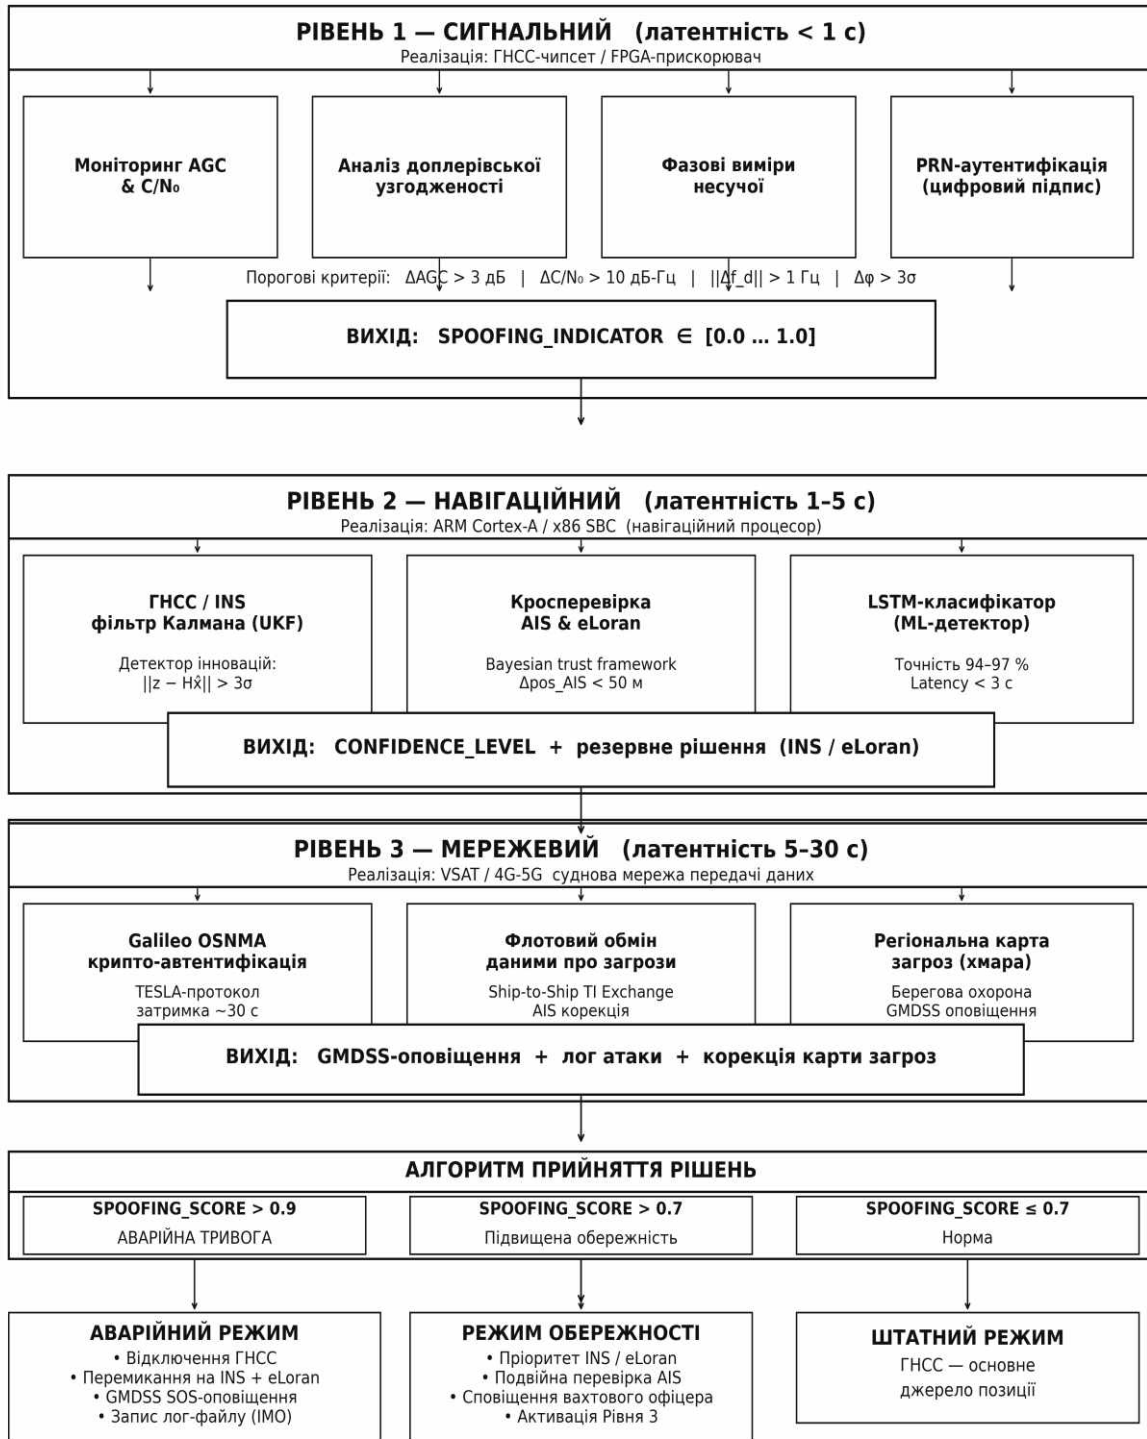 РІВЕНЬ 1 — СИГНАЛЬНИЙ (латентність < 1 с)
Реалізація: ГНСС-чипсет / FPGA-прискорювач
Моніторинг AGC
& C/N₀
Аналіз доплерівської
узгодженості
Фазові виміри
несучої
PRN-аутентифікація
(цифровий підпис)
Порогові критерії: ΔAGC > 3 дБ | ΔC/N₀ > 10 дБ-Гц | ||Δf_d|| > 1 Гц | Δφ > 3σ
ВИХІД: SPOOFING_INDICATOR ∈ [0.0 … 1.0]
РІВЕНЬ 2 — НАВІГАЦІЙНИЙ (латентність 1–5 с)
Реалізація: ARM Cortex-A / x86 SBC (навігаційний процесор)
ГНСС / INS
фільтр Калмана (UKF)
Детектор інновацій:
||z − Hx̂|| > 3σ
Кросперевірка
AIS & eLoran
Bayesian trust framework
Δpos_AIS < 50 м
LSTM-класифікатор
(ML-детектор)
Точність 94–97 %
Latency < 3 с
ВИХІД: CONFIDENCE_LEVEL + резервне рішення (INS / eLoran)
РІВЕНЬ 3 — МЕРЕЖЕВИЙ (латентність 5–30 с)
Реалізація: VSAT / 4G-5G суднова мережа передачі даних
Galileo OSNMA
крипто-автентифікація
TESLA-протокол
затримка ~30 с
Флотовий обмін
даними про загрози
Ship-to-Ship TI Exchange
AIS корекція
Регіональна карта
загроз (хмара)
Берегова охорона
GMDSS оповіщення
ВИХІД: GMDSS-оповіщення + лог атаки + корекція карти загроз
АЛГОРИТМ ПРИЙНЯТТЯ РІШЕНЬ
SPOOFING_SCORE > 0.9
АВАРІЙНА ТРИВОГА
SPOOFING_SCORE > 0.7
Підвищена обережність
SPOOFING_SCORE ≤ 0.7
Норма
АВАРІЙНИЙ РЕЖИМ
• Відключення ГНСС
• Перемикання на INS + eLoran
• GMDSS SOS-оповіщення
• Запис лог-файлу (IMO)
РЕЖИМ ОБЕРЕЖНОСТІ
• Пріоритет INS / eLoran
• Подвійна перевірка AIS
• Сповіщення вахтового офіцера
• Активація Рівня 3
ШТАТНИЙ РЕЖИМ
ГНСС — основне
джерело позиції